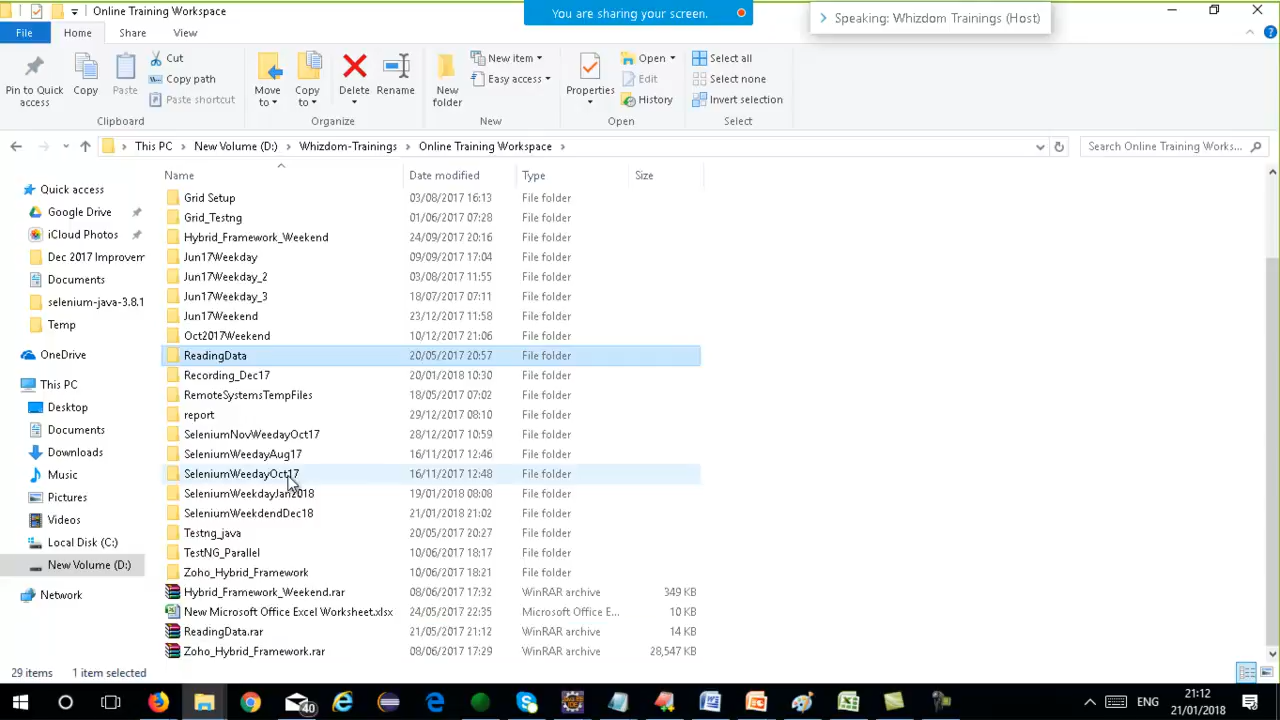 Online Training Workspace
You are sharing your screen.
Speaking: Whizdom Trainings (Host)
File Home Share View
Pin to Quick access
Copy
Paste
Cut
Copy path
Paste shortcut
Clipboard
Move to
Copy to
Delete
Rename
Organize
New folder
New item
Easy access
New
Properties
Open
Edit
History
Open
Select all
Select none
Invert selection
Select
This PC New Volume (D:) Whizdom-Trainings Online Training Workspace
Search Online Training Works...
Name Date modified Type Size
Quick access
Google Drive
iCloud Photos
Dec 2017 Improvem
Documents
selenium-java-3.8.1
Temp
OneDrive
This PC
Desktop
Documents
Downloads
Music
Pictures
Videos
Local Disk (C:)
New Volume (D:)
Network
Grid Setup 03/08/2017 16:13 File folder
Grid_Testng 01/06/2017 07:28 File folder
Hybrid_Framework_Weekend 24/09/2017 20:16 File folder
Jun17Weekday 09/09/2017 17:04 File folder
Jun17Weekday_2 03/08/2017 11:55 File folder
Jun17Weekday_3 18/07/2017 07:11 File folder
Jun17Weekend 23/12/2017 11:58 File folder
Oct2017Weekend 10/12/2017 21:06 File folder
ReadingData 20/05/2017 20:57 File folder
Recording_Dec17 20/01/2018 10:30 File folder
RemoteSystemsTempFiles 18/05/2017 07:02 File folder
report 29/12/2017 08:10 File folder
SeleniumNovWeedayOct17 28/12/2017 10:59 File folder
SeleniumWeedayAug17 16/11/2017 12:46 File folder
SeleniumWeedayOct17 16/11/2017 12:48 File folder
SeleniumWeekdayJan2018 19/01/2018 08:08 File folder
SeleniumWeekdendDec18 21/01/2018 21:02 File folder
Testng_java 20/05/2017 20:27 File folder
TestNG_Parallel 10/06/2017 18:17 File folder
Zoho_Hybrid_Framework 10/06/2017 18:21 File folder
Hybrid_Framework_Weekend.rar 08/06/2017 17:32 WinRAR archive 349 KB
New Microsoft Office Excel Worksheet.xlsx 24/05/2017 22:35 Microsoft Office E... 10 KB
ReadingData.rar 21/05/2017 21:12 WinRAR archive 14 KB
Zoho_Hybrid_Framework.rar 08/06/2017 17:29 WinRAR archive 28,547 KB
29 items 1 item selected
40
ENG
21:12
21/01/2018